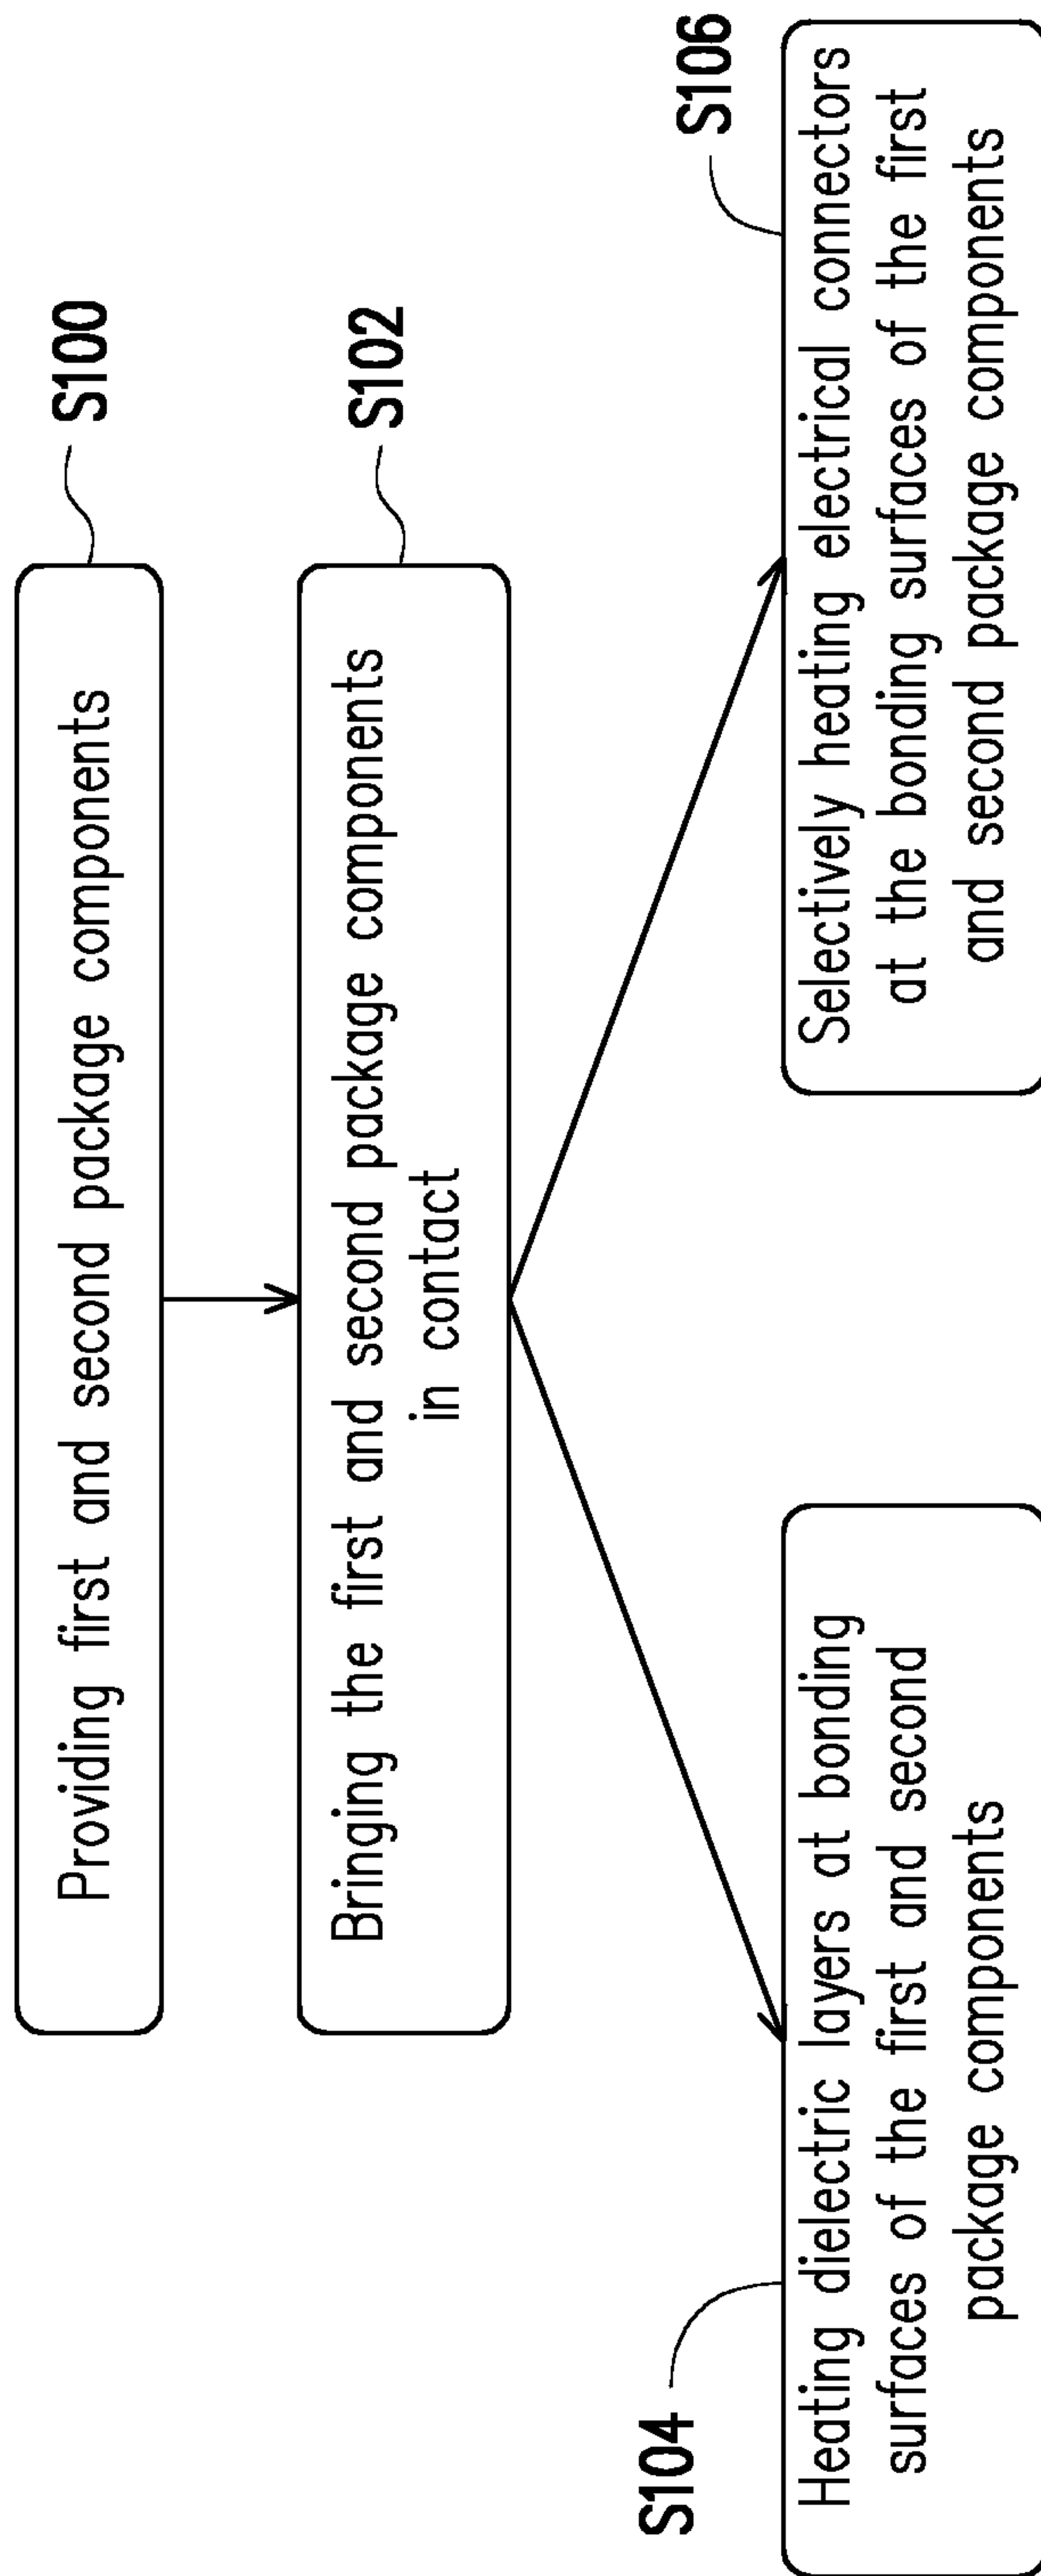 Providing first and second package components
S100
Bringing the first and second package components
in contact
S102
S104
Heating dielectric layers at bonding
surfaces of the first and second
package components
S106
Selectively heating electrical connectors
at the bonding surfaces of the first
and second package components